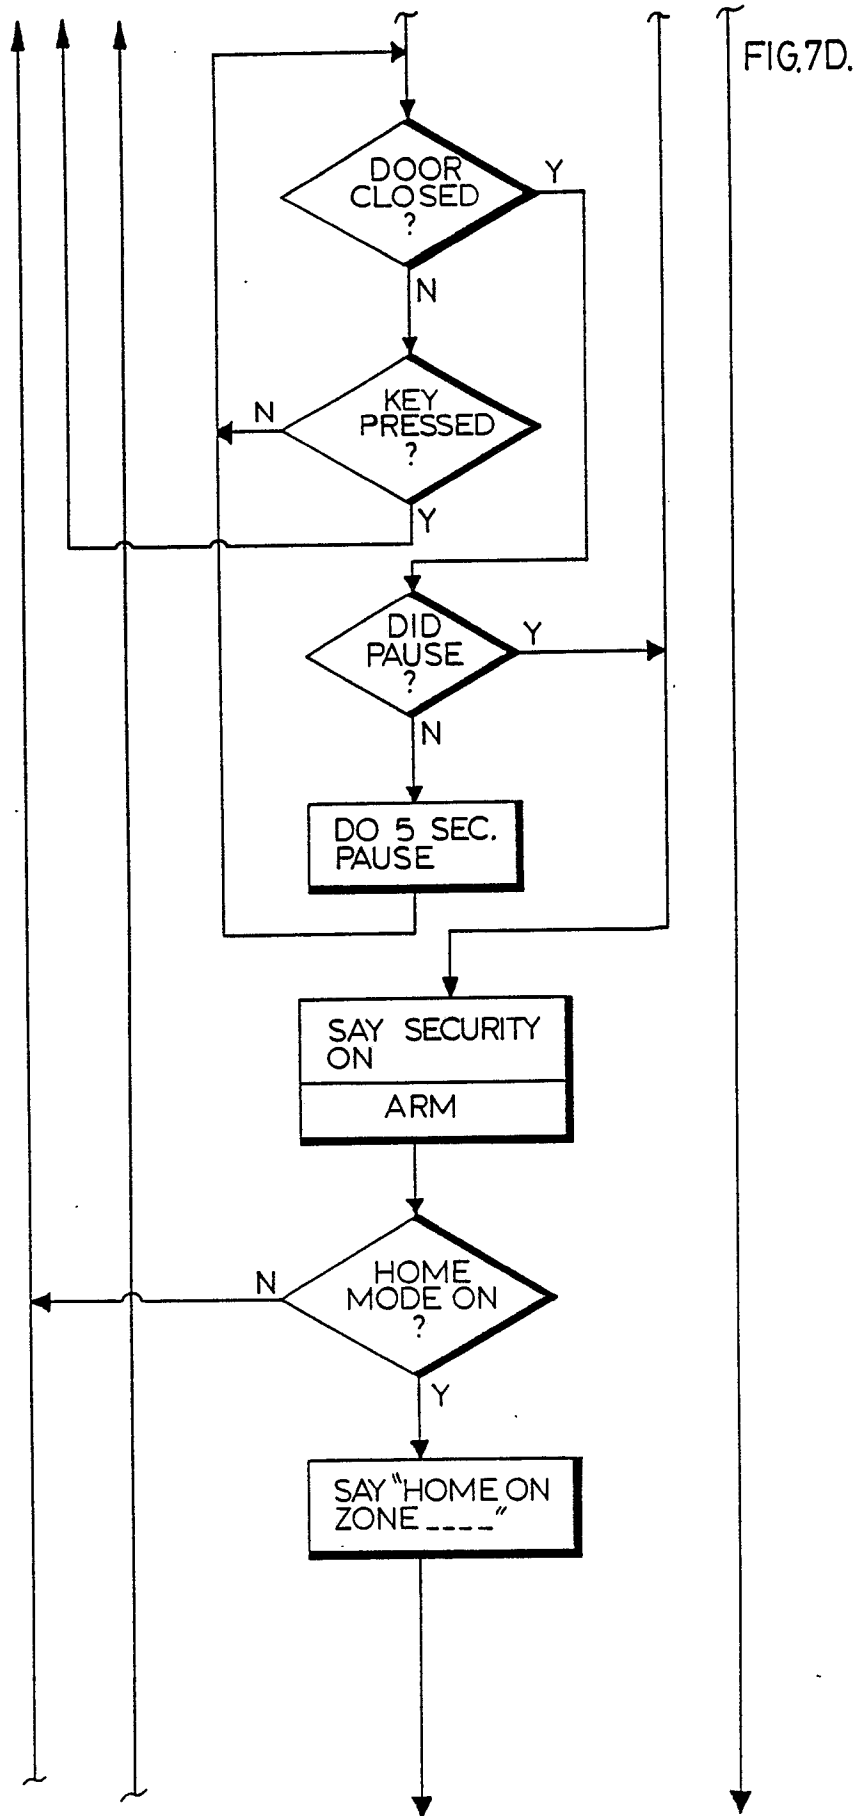 FIG.7D.
DOOR
CLOSED
?
Y
N
KEY
PRESSED
?
N
Y
DID
PAUSE
?
Y
N
DO 5 SEC.
PAUSE
SAY SECURITY
ON
ARM
HOME
MODE ON
?
N
Y
SAY "HOME ON
ZONE ____"